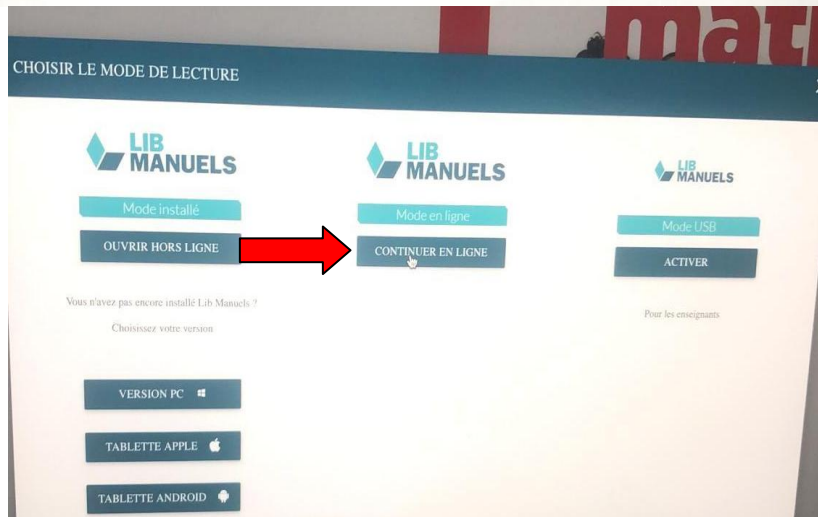 mat
CHOISIR LE MODE DE LECTURE
LIB
MANUELS
Mode installé
OUVRIR HORS LIGNE
Vous n'avez pas encore installé Lib Manuels ?
Choisissez votre version
VERSION PC
TABLETTE APPLE
TABLETTE ANDROID
LIB
MANUELS
Mode en ligne
CONTINUER EN LIGNE
LIB
MANUELS
Mode USB
ACTIVER
Pour les enseignants